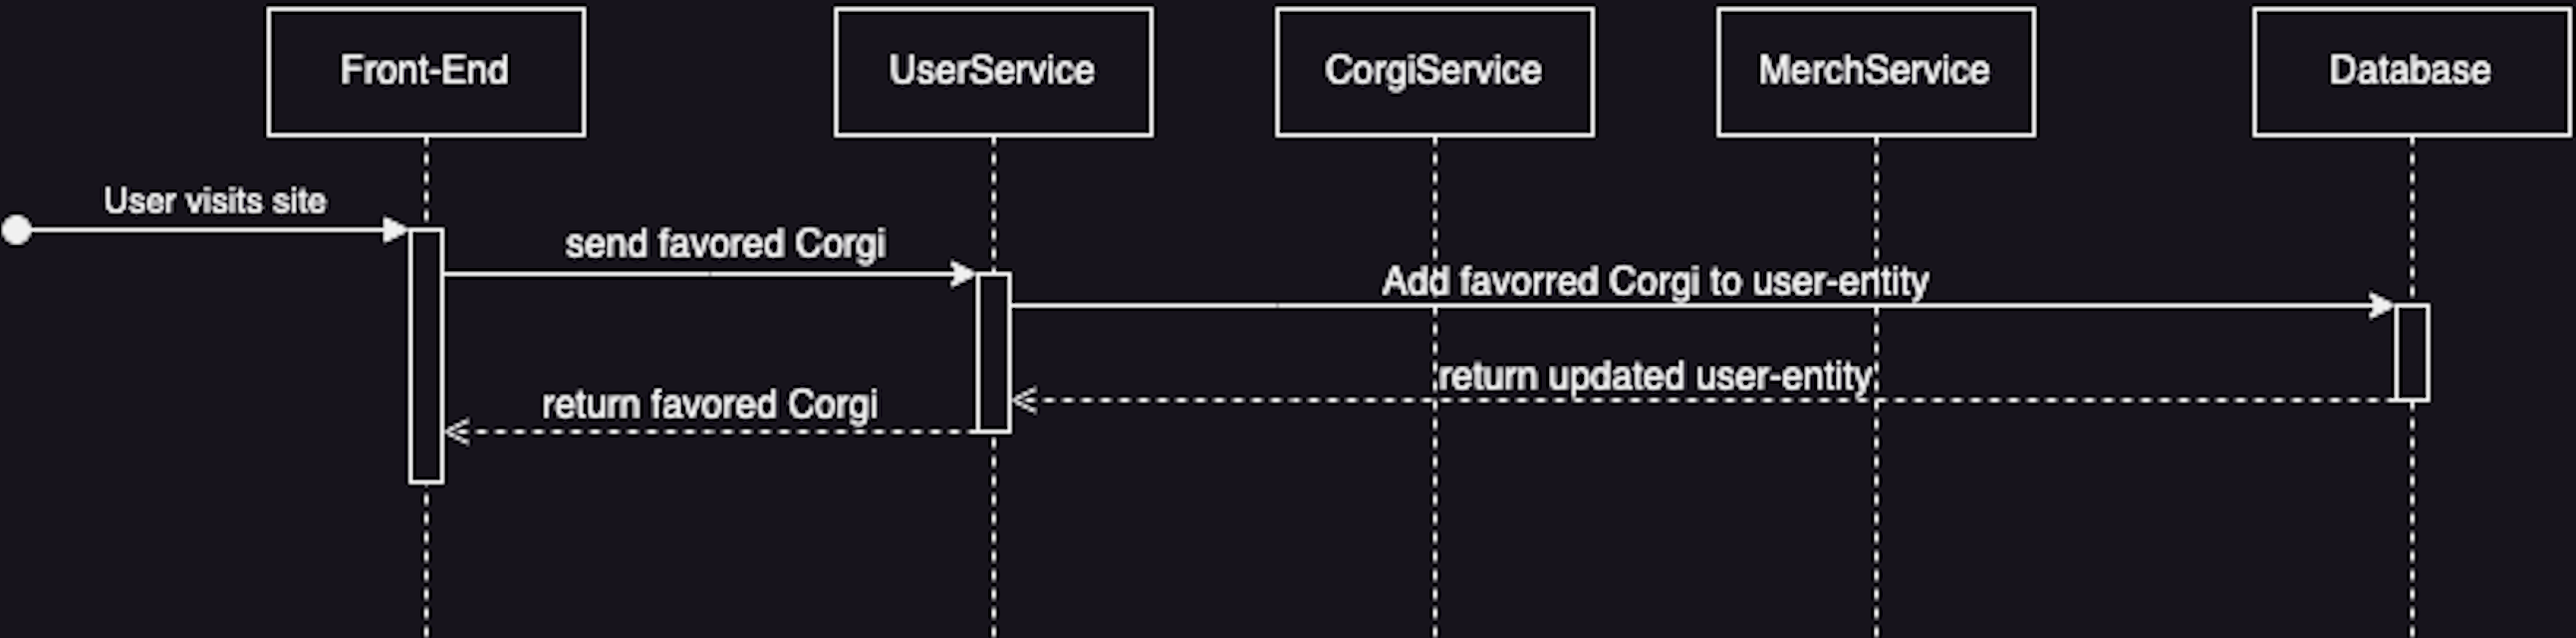 Front-End
UserService
CorgiService
MerchService
Database
User visits site
send favored Corgi
Add favorred Corgi to user-entity
return updated user-entity
return favored Corgi